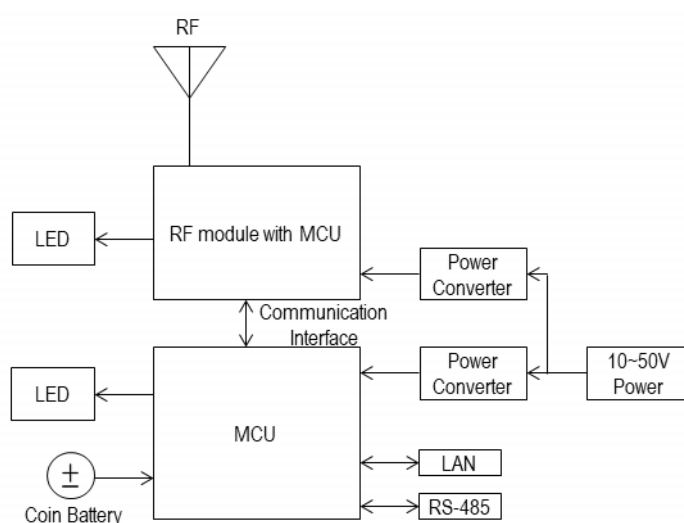 RF
LED
RF module with MCU
Power
Converter
Communication
Interface
LED
MCU
Power
Converter
10~50V
Power
±
Coin Battery
LAN
RS-485